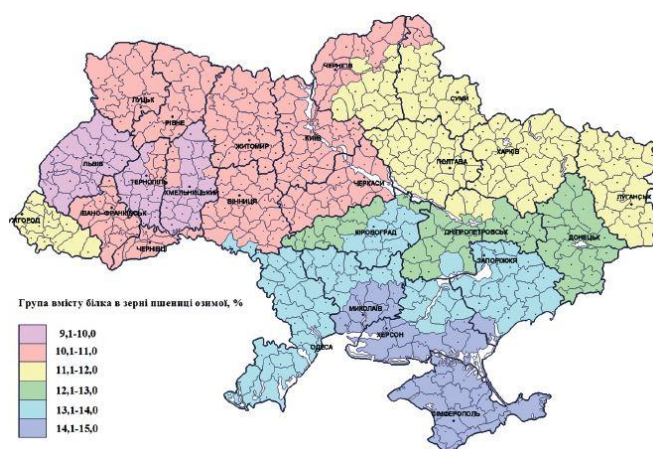 ЧЕРНІГІВ
ЛУЦЬК
СУМИ
РІВНЕ
ЖИТОМИР
КИЇВ
ХАРКІВ
ЛЬВІВ
ПОЛТАВА
ТЕРНОПІЛЬ
ХМЕЛЬНИЦЬКИЙ
ЧЕРКАСИ
ЛУГАНСЬК
ВІННИЦЯ
ІВАНО-ФРАНКІВСЬК
УЖГОРОД
КІРОВОГРАД
ДНІПРОПЕТРОВСЬК
ЧЕРНІВЦІ
ДОНЕЦЬК
ЗАПОРІЖЖЯ
Група вмісту білка в зерні пшениці озимої, %
МИКОЛАЇВ
9,1-10,0
ХЕРСОН
10,1-11,0
ОДЕСА
11,1-12,0
12,1-13,0
13,1-14,0
СІМФЕРОПОЛЬ
14,1-15,0